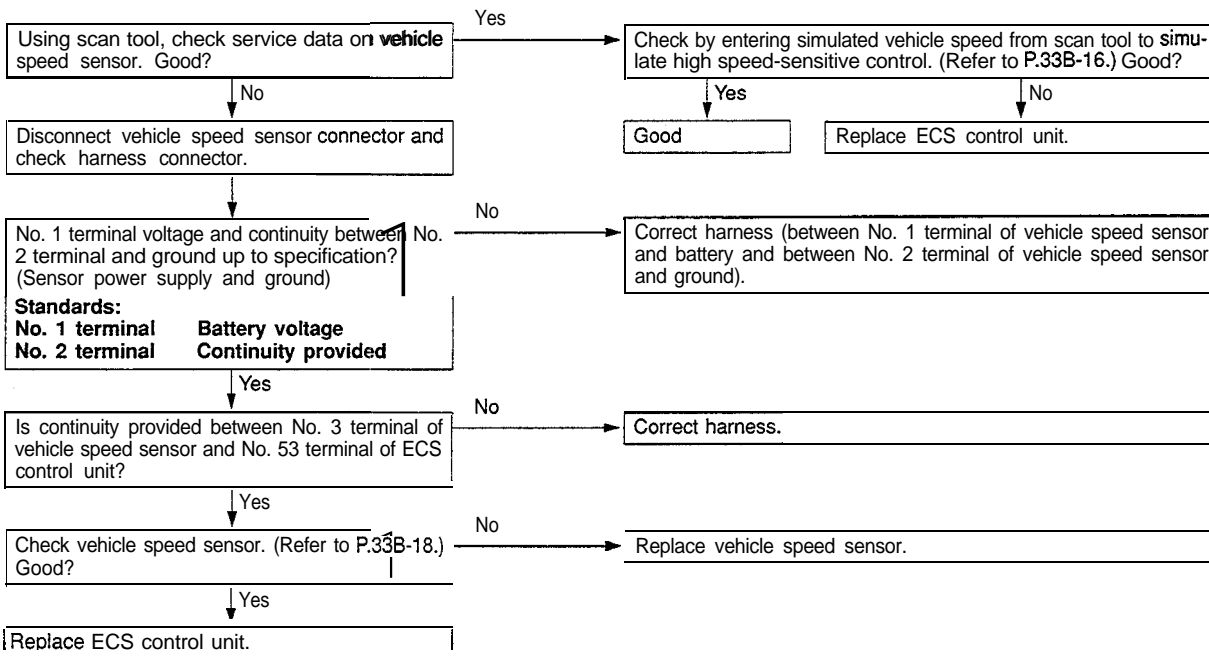 Using scan tool, check service data on vehicle
speed sensor. Good?
Yes
Check by entering simulated vehicle speed from scan tool to simu-
late high speed-sensitive control. (Refer to P.33B-16.) Good?
No
Yes
No
Disconnect vehicle speed sensor connector and
check harness connector.
Good
Replace ECS control unit.
No. 1 terminal voltage and continuity between No.
2 terminal and ground up to specification?
(Sensor power supply and ground)
Standards:
No. 1 terminal Battery voltage
No. 2 terminal Continuity provided
No
Correct harness (between No. 1 terminal of vehicle speed sensor
and battery and between No. 2 terminal of vehicle speed sensor
and ground).
Yes
Is continuity provided between No. 3 terminal of
vehicle speed sensor and No. 53 terminal of ECS
control unit?
No
Correct harness.
Yes
Check vehicle speed sensor. (Refer to P.33B-18.)
Good?
No
Replace vehicle speed sensor.
Yes
Replace ECS control unit.